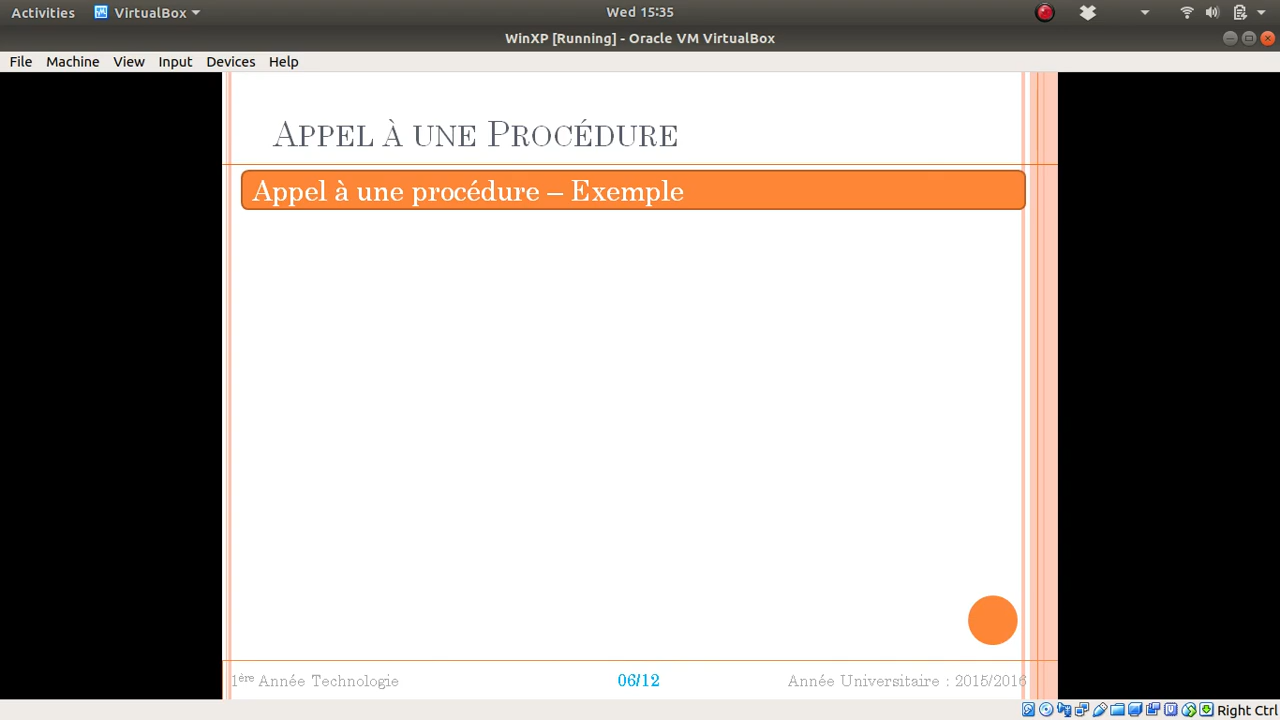 Activities VirtualBox Wed 15:35
WinXP [Running] - Oracle VM VirtualBox
File Machine View Input Devices Help
APPEL À UNE PROCÉDURE
Appel à une procédure – Exemple
1ère Année Technologie 06/12 Année Universitaire : 2015/2016
Right Ctrl